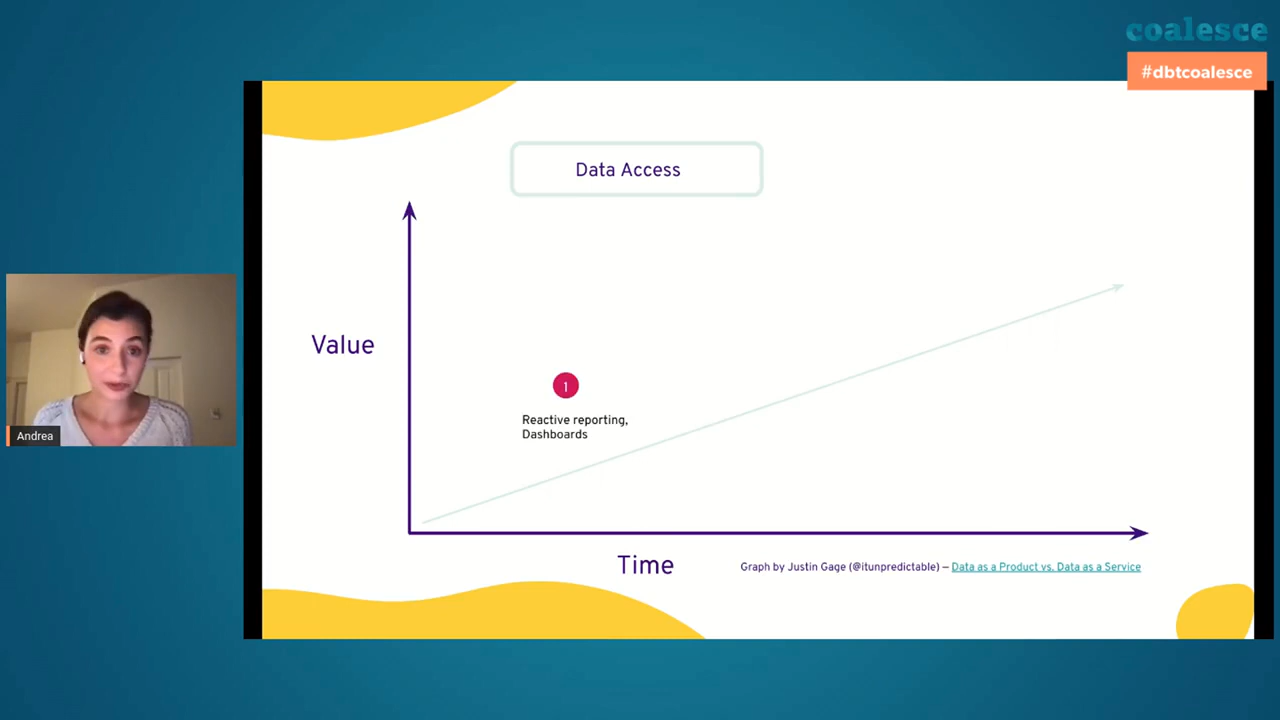 coalesce
#dbtcoalesce
Data Access
Value
1
Reactive reporting,
Dashboards
Andrea
Time
Graph by Justin Gage (@itunpredictable) – Data as a Product vs. Data as a Service